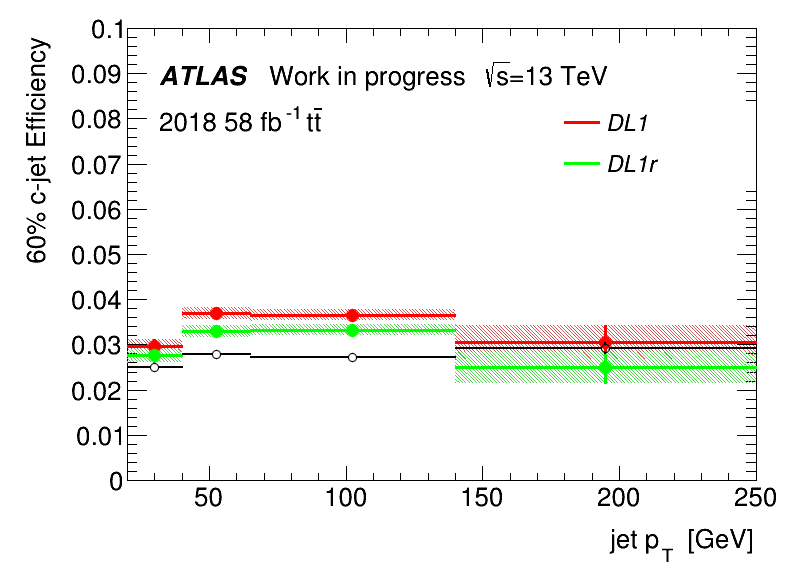 0.1
0.09
0.08
0.07
0.06
0.05
0.04
0.03
0.02
0.01
0
60% c-jet Efficiency
ATLAS Work in progress √s=13 TeV
2018 58 fb⁻¹ tt̄
DL1
DL1r
50 100 150 200 250
jet p_T [GeV]